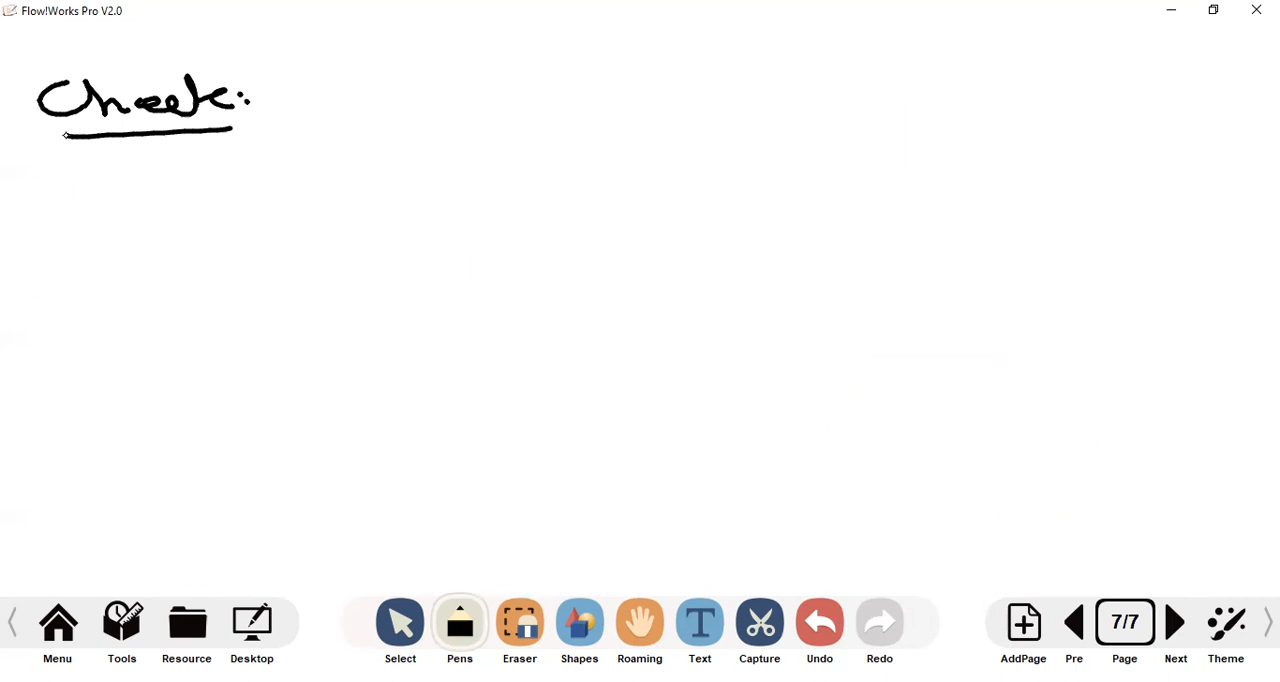 Flow!Works Pro V2.0
Check:
7/7
Menu Tools Resource Desktop Select Pens Eraser Shapes Roaming Text Capture Undo Redo AddPage Pre Page Next Theme